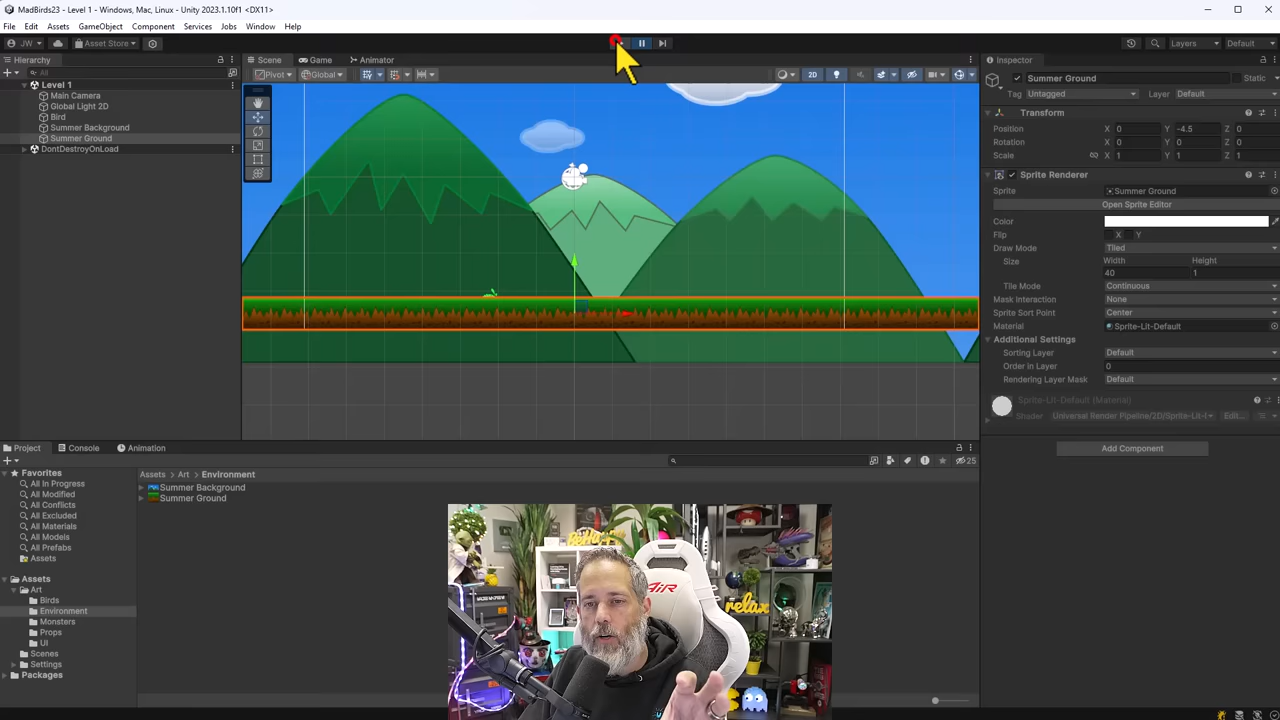 MadBirds23 - Level 1 - Windows, Mac, Linux - Unity 2023.1.10f1 <DX11>
File Edit Assets GameObject Component Services Jobs Window Help
JW Asset Store Layers Default
Hierarchy
All
Level 1
Main Camera
Global Light 2D
Bird
Summer Background
Summer Ground
DontDestroyOnLoad
Scene Game Animator
Pivot Global 2D
Inspector
Summer Ground Static
Tag Untagged Layer Default
Transform
Position X 0 Y -4.5 Z 0
Rotation X 0 Y 0 Z 0
Scale X 1 Y 1 Z 1
Sprite Renderer
Sprite Summer Ground
Open Sprite Editor
Color
Flip X Y
Draw Mode Tiled
Size Width Height
40 1
Tile Mode Continuous
Mask Interaction None
Sprite Sort Point Center
Material Sprite-Lit-Default
Additional Settings
Sorting Layer Default
Order in Layer 0
Rendering Layer Mask Default
Sprite-Lit-Default (Material)
Shader Universal Render Pipeline/2D/Sprite-Lit-I Edit...
Add Component
Project Console Animation
25
Favorites
All In Progress
All Modified
All Conflicts
All Excluded
All Materials
All Models
All Prefabs
Assets
Assets
Art
Birds
Environment
Monsters
Props
UI
Scenes
Settings
Packages
Assets Art Environment
Summer Background
Summer Ground
AIR
relax